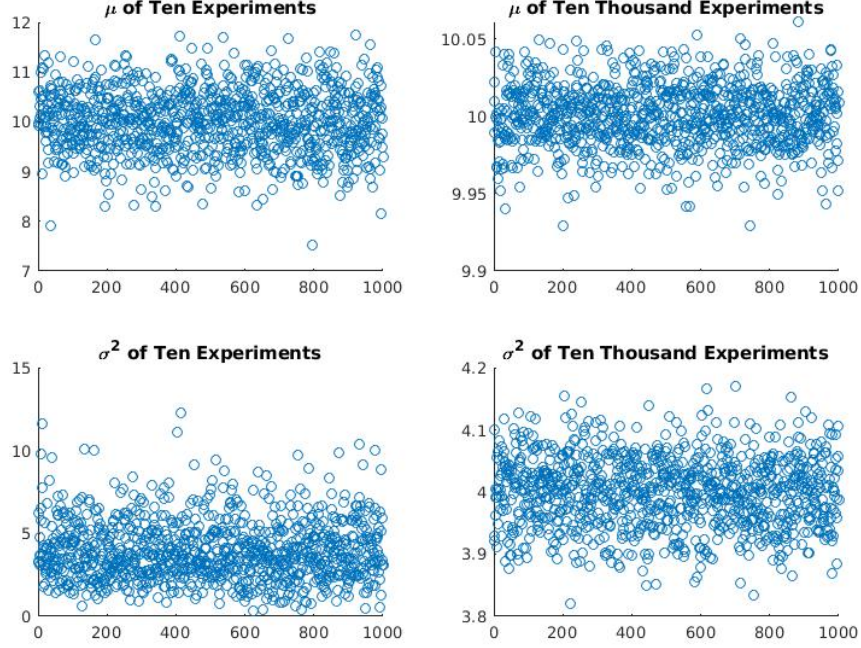 μ of Ten Experiments
12
11
10
9
8
7
0 200 400 600 800 1000
μ of Ten Thousand Experiments
10.05
10
9.95
9.9
0 200 400 600 800 1000
σ² of Ten Experiments
15
10
5
0
0 200 400 600 800 1000
σ² of Ten Thousand Experiments
4.2
4.1
4
3.9
3.8
0 200 400 600 800 1000